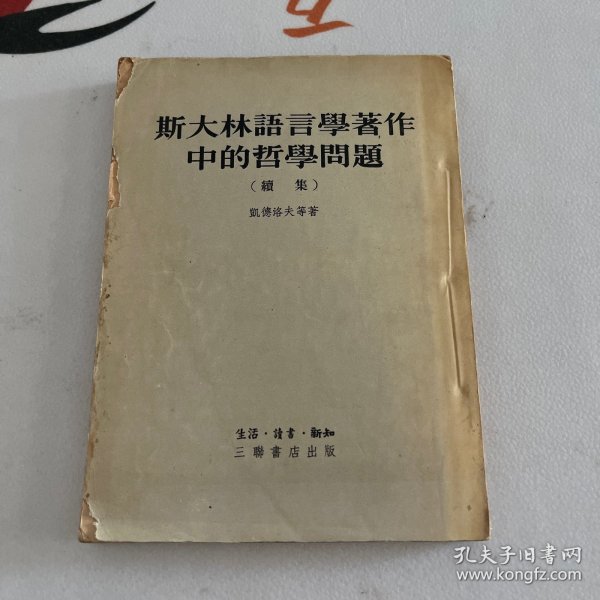 斯大林語言學著作
中的哲學問題
（續 集）
凱德洛夫等著
生活·讀書·新知
三聯書店出版
孔夫子旧书网
www.kongfz.com